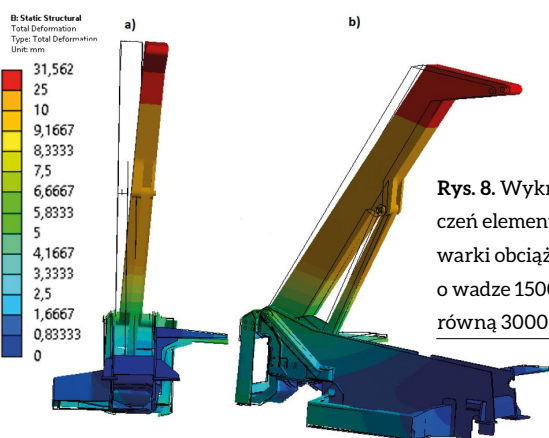 B: Static Structural
Total Deformation
Type: Total Deformation
Unit: mm
31,562
25
10
9,1667
8,3333
7,5
6,6667
5,8333
5
4,1667
3,3333
2,5
1,6667
0,83333
0
a)
b)
Rys. 8.
czeń element
warki obciąż
o wadze 1500
równą 3000